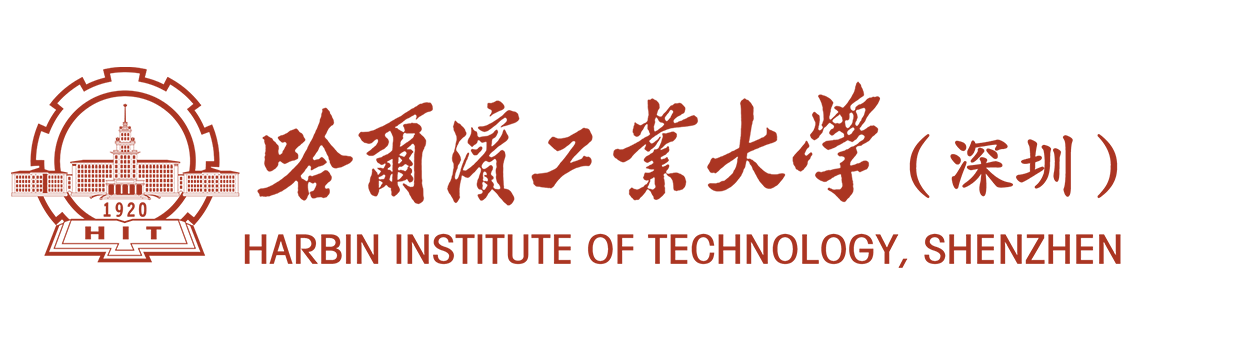 1920
HIT
哈爾濱工業大學（深圳）
HARBIN INSTITUTE OF TECHNOLOGY, SHENZHEN